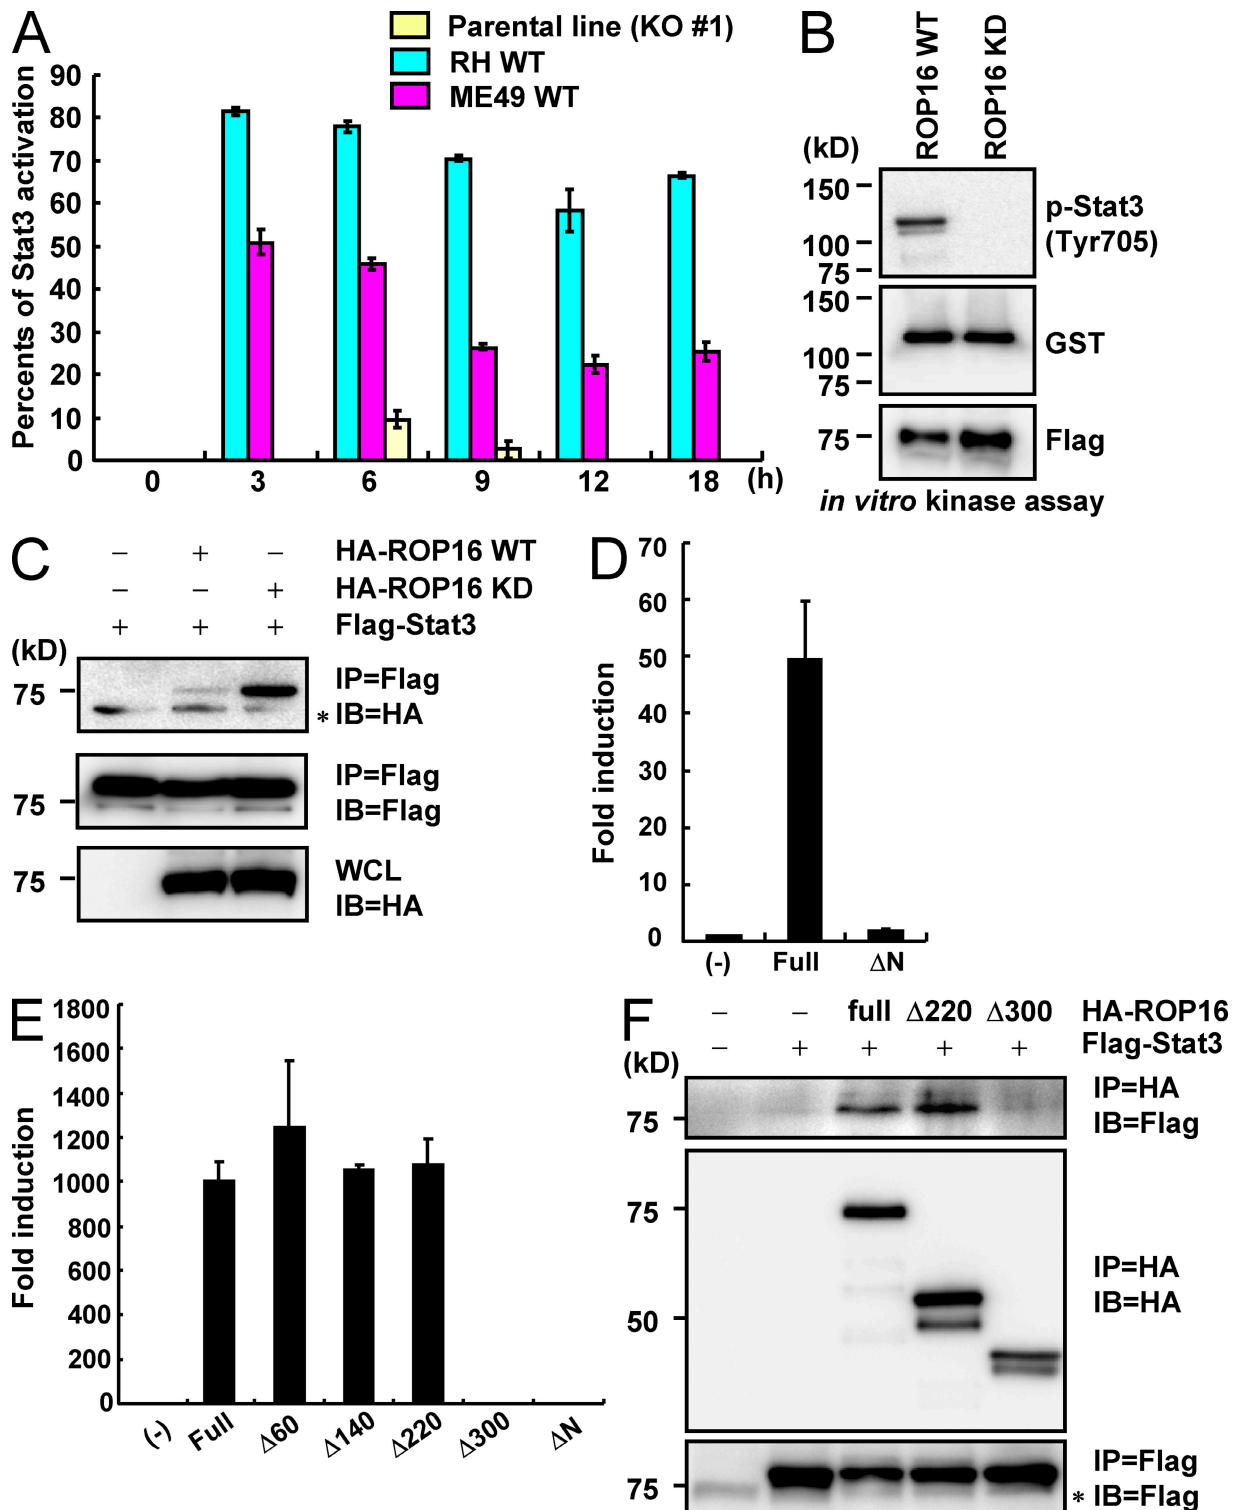 A
Parental line (KO #1)
RH WT
ME49 WT
Percents of Stat3 activation
90
80
70
60
50
40
30
20
10
0
0 3 6 9 12 18 (h)
B
ROP16 WT
ROP16 KD
(kD)
150
100
75
p-Stat3
(Tyr705)
150
100
75
GST
75
Flag
in vitro kinase assay
C
– + – HA-ROP16 WT
– – + HA-ROP16 KD
+ + + Flag-Stat3
(kD)
75
IP=Flag
* IB=HA
75
IP=Flag
IB=Flag
75
WCL
IB=HA
D
Fold induction
70
60
50
40
30
20
10
0
(-) Full ΔN
E
Fold induction
1800
1600
1400
1200
1000
800
600
400
200
0
(-) Full Δ60 Δ140 Δ220 Δ300 ΔN
F
– – full Δ220 Δ300 HA-ROP16
– + + + + Flag-Stat3
(kD)
75
IP=HA
IB=Flag
75
50
IP=HA
IB=HA
75
IP=Flag
* IB=Flag